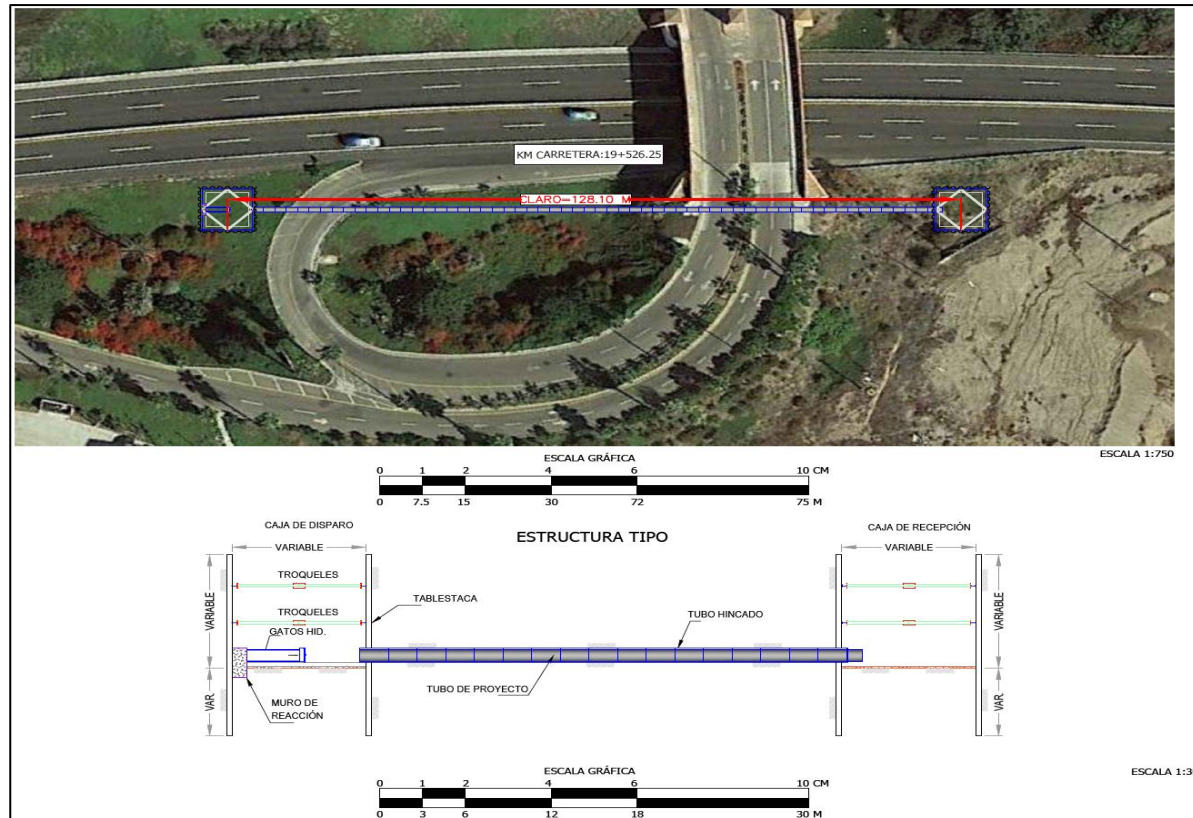 KM CARRETERA:19+526.25
CLARO=128.10 M
ESCALA 1:750
ESCALA GRÁFICA
0 1 2 4 6 10 CM
0 7.5 15 30 72 75 M
ESTRUCTURA TIPO
CAJA DE DISPARO
VARIABLE
CAJA DE RECEPCIÓN
VARIABLE
TROQUELES
TROQUELES
GATOS HID.
TABLESTACA
TUBO HINCADO
TUBO DE PROYECTO
MURO DE
REACCIÓN
VARIABLE
VAR.
VARIABLE
VAR.
ESCALA 1:3
ESCALA GRÁFICA
0 1 2 4 6 10 CM
0 3 6 12 18 30 M